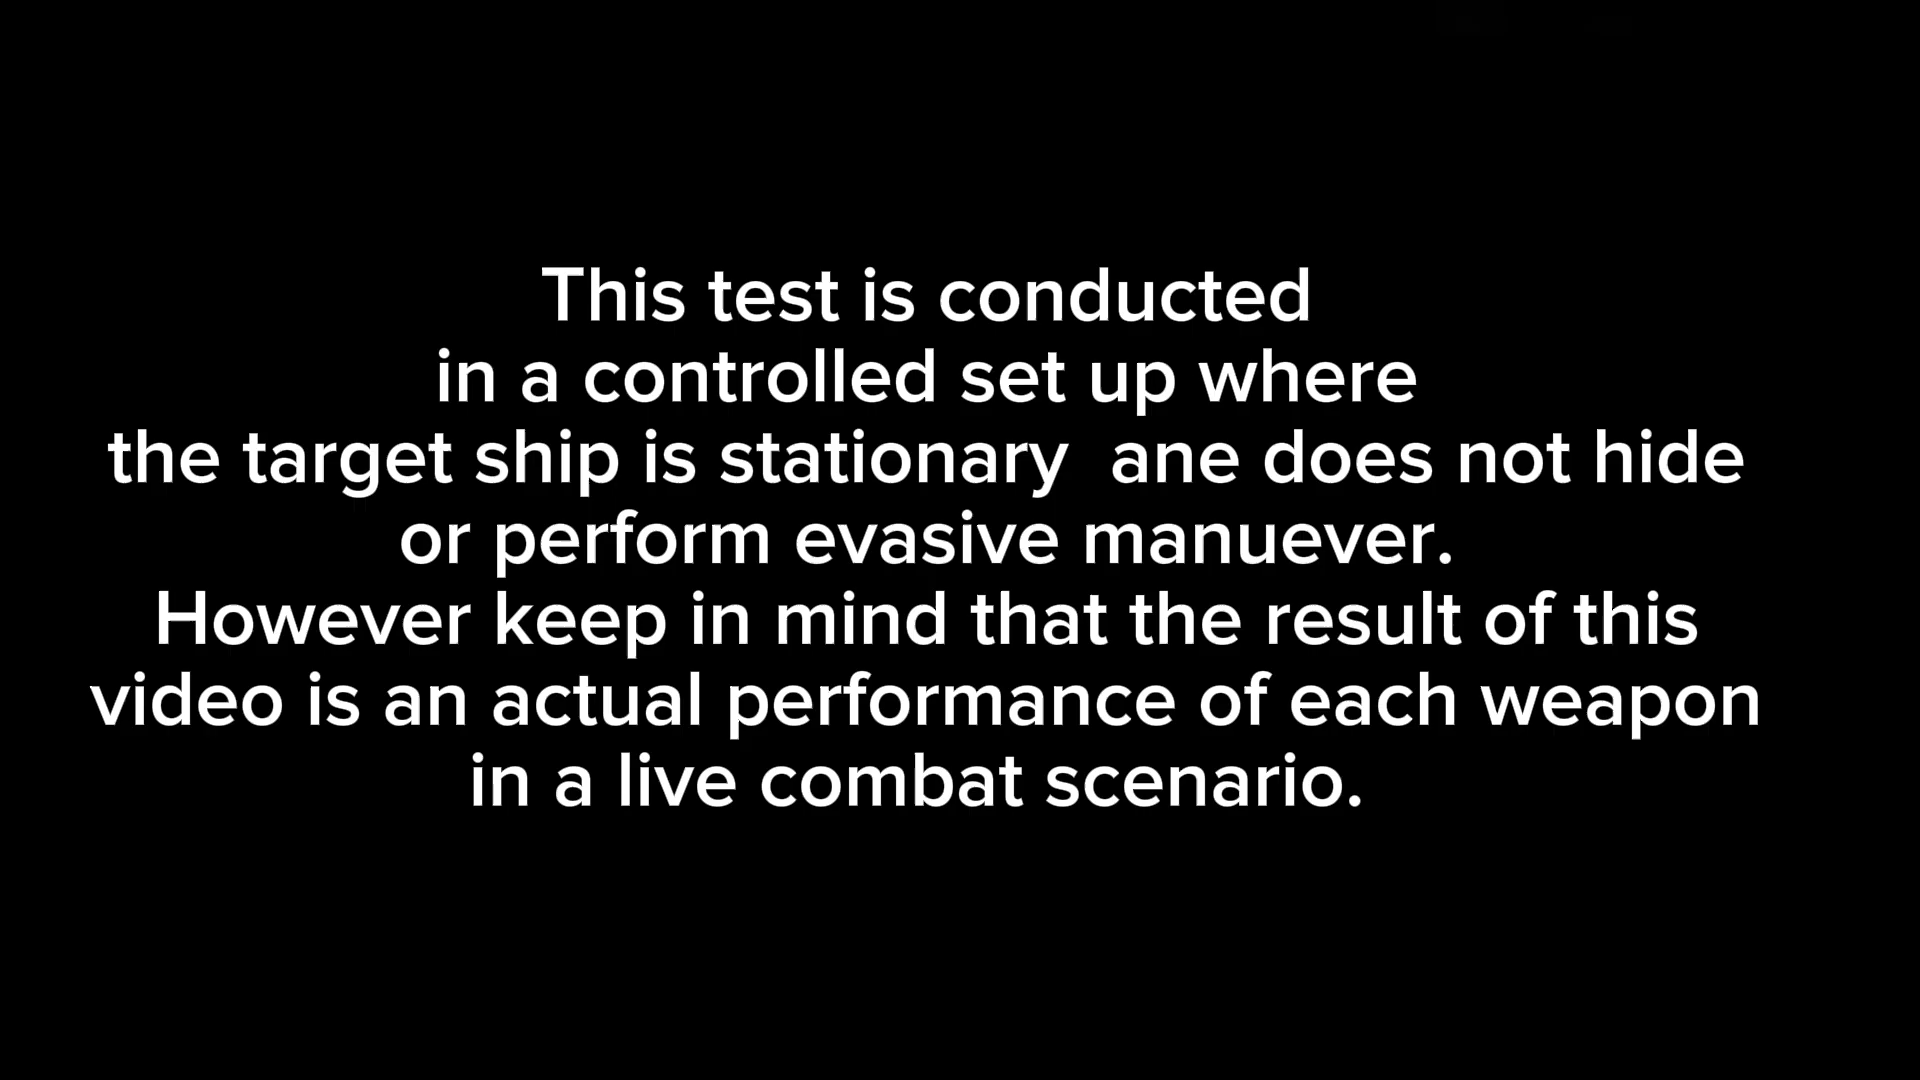 This test is conducted
in a controlled set up where
the target ship is stationary  ane does not hide
or perform evasive manuever.
However keep in mind that the result of this
video is an actual performance of each weapon
in a live combat scenario.